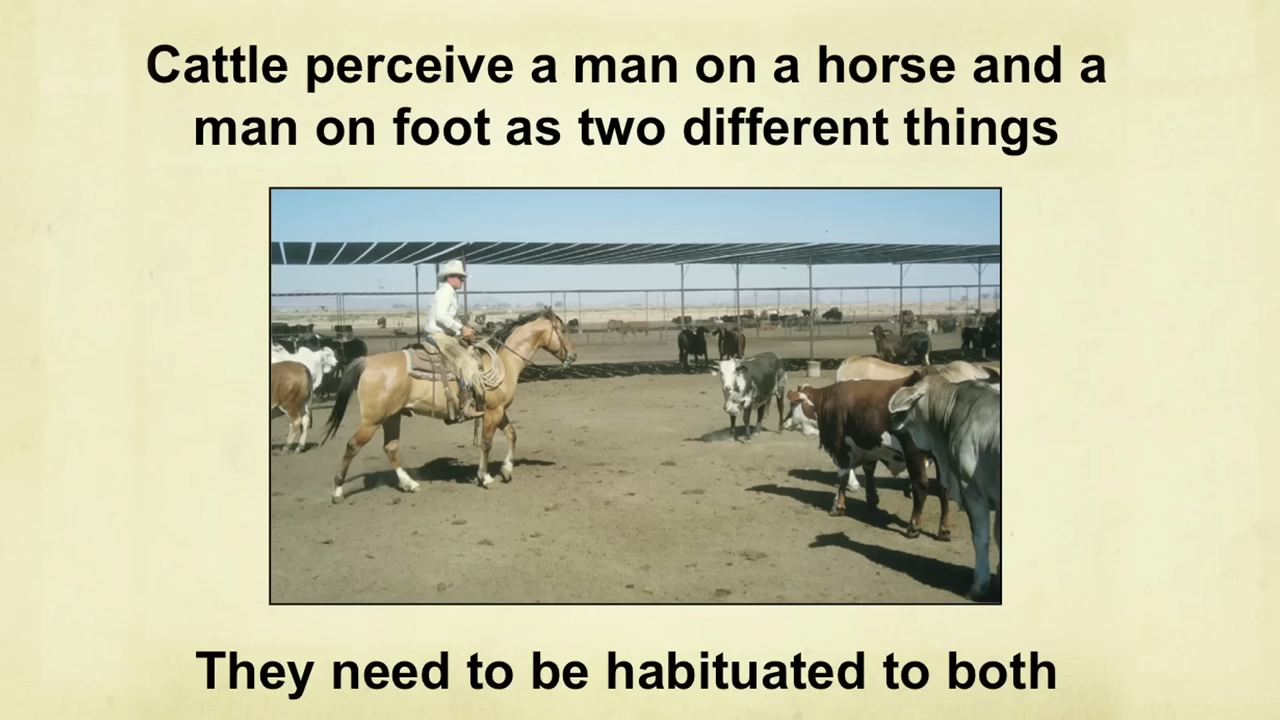 Cattle perceive a man on a horse and a
man on foot as two different things
They need to be habituated to both